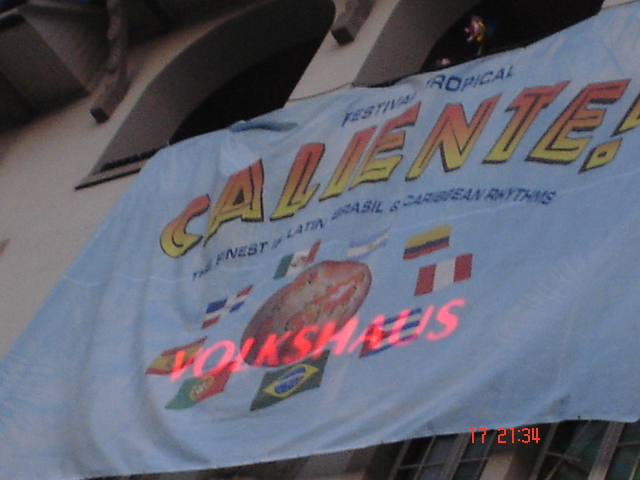 FESTIVAL TROPICAL
CALIENTE!
THE FINEST OF LATIN, BRASIL & CARIBBEAN RHYTHMS
VOLKSHAUS
17 21:34